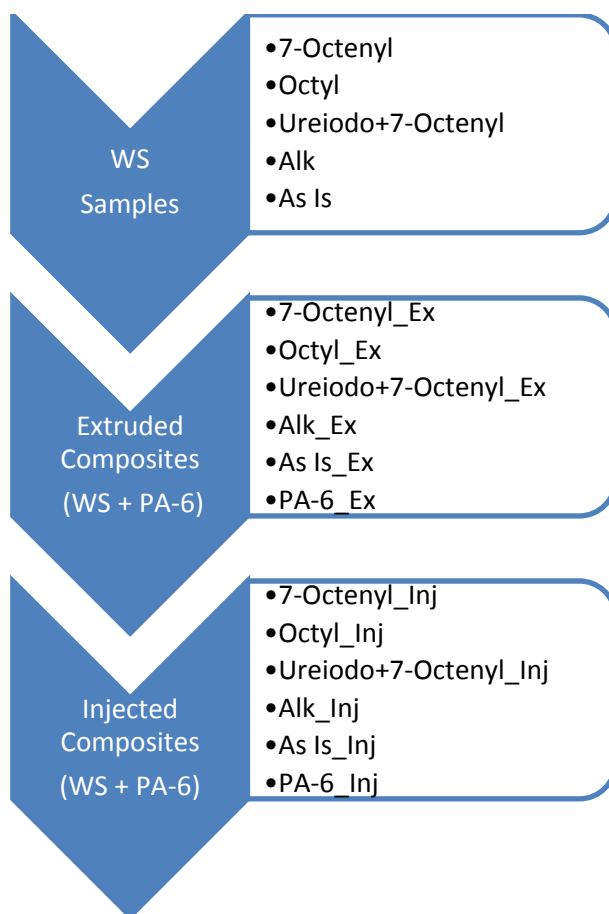 WS
Samples
•7-Octenyl
•Octyl
•Ureiodo+7-Octenyl
•Alk
•As Is
Extruded
Composites
(WS + PA-6)
•7-Octenyl_Ex
•Octyl_Ex
•Ureiodo+7-Octenyl_Ex
•Alk_Ex
•As Is_Ex
•PA-6_Ex
Injected
Composites
(WS + PA-6)
•7-Octenyl_Inj
•Octyl_Inj
•Ureiodo+7-Octenyl_Inj
•Alk_Inj
•As Is_Inj
•PA-6_Inj